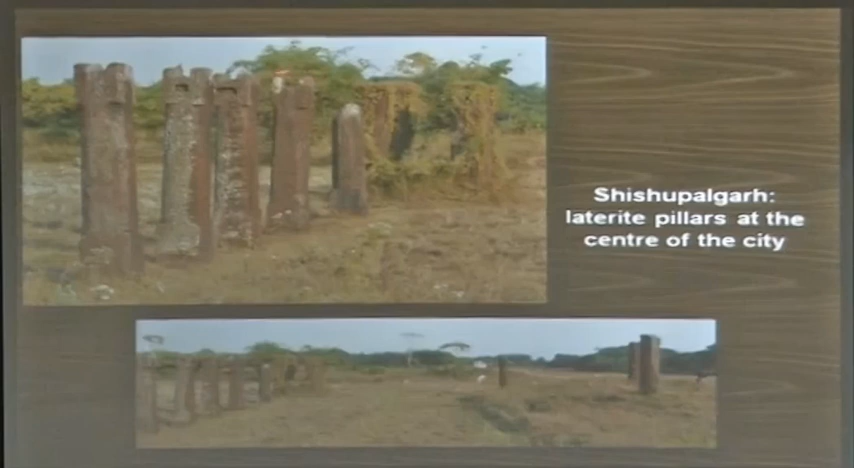 Shishupalgarh:
laterite pillars at the
centre of the city